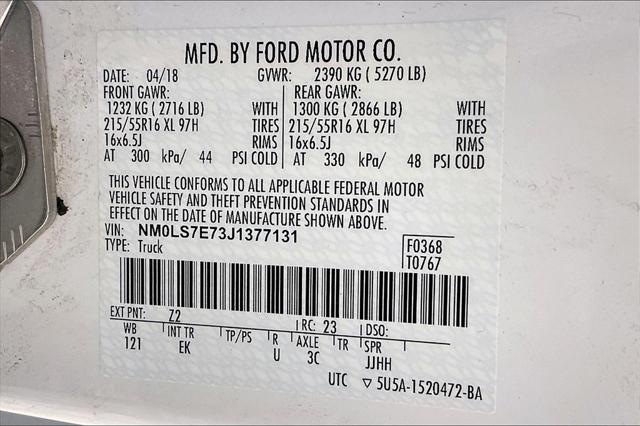 MFD. BY FORD MOTOR CO.
DATE: 04/18 GVWR: 2390 KG ( 5270 LB)
FRONT GAWR: REAR GAWR:
1232 KG ( 2716 LB) WITH 1300 KG ( 2866 LB) WITH
215/55R16 XL 97H TIRES 215/55R16 XL 97H TIRES
16x6.5J RIMS 16x6.5J RIMS
AT 300 kPa/ 44 PSI COLD AT 330 kPa/ 48 PSI COLD
THIS VEHICLE CONFORMS TO ALL APPLICABLE FEDERAL MOTOR
VEHICLE SAFETY AND THEFT PREVENTION STANDARDS IN
EFFECT ON THE DATE OF MANUFACTURE SHOWN ABOVE.
VIN: NM0LS7E73J1377131
TYPE: Truck
F0368
T0767
EXT PNT: Z2 RC: 23 DSO:
WB INT TR TP/PS R AXLE TR SPR
121 EK U 3C JJHH
UTC ▽ 5U5A-1520472-BA